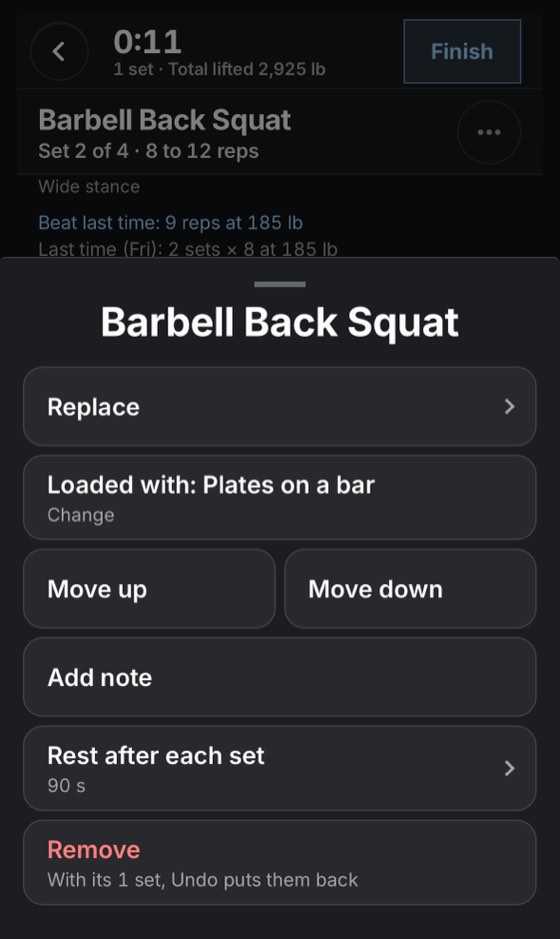 0:11
1 set · Total lifted 2,925 lb
Finish
Barbell Back Squat
Set 2 of 4 · 8 to 12 reps
Wide stance
Beat last time: 9 reps at 185 lb
Last time (Fri): 2 sets × 8 at 185 lb
Barbell Back Squat
Replace
Loaded with: Plates on a bar
Change
Move up
Move down
Add note
Rest after each set
90 s
Remove
With its 1 set, Undo puts them back